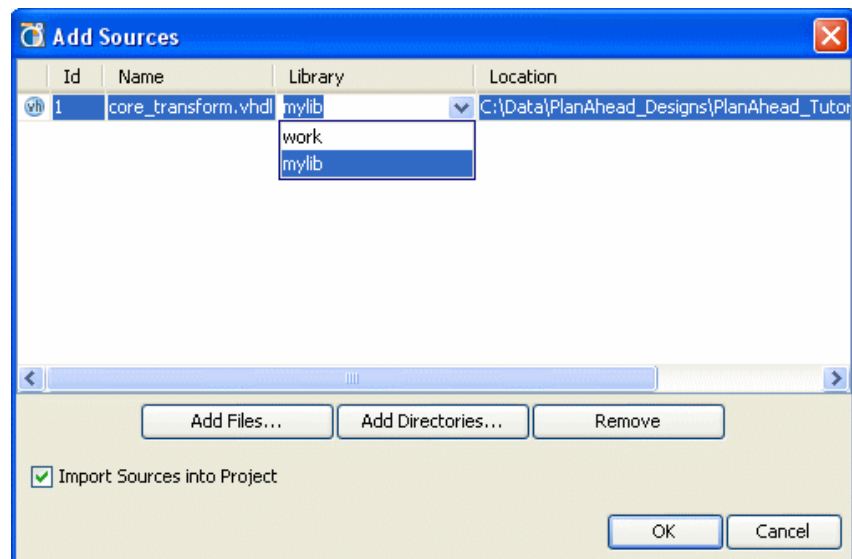 Add Sources
Id Name Library Location
vh 1 core_transform.vhdl mylib C:\Data\PlanAhead_Designs\PlanAhead_Tutor
work
mylib
Add Files... Add Directories... Remove
Import Sources into Project
OK Cancel